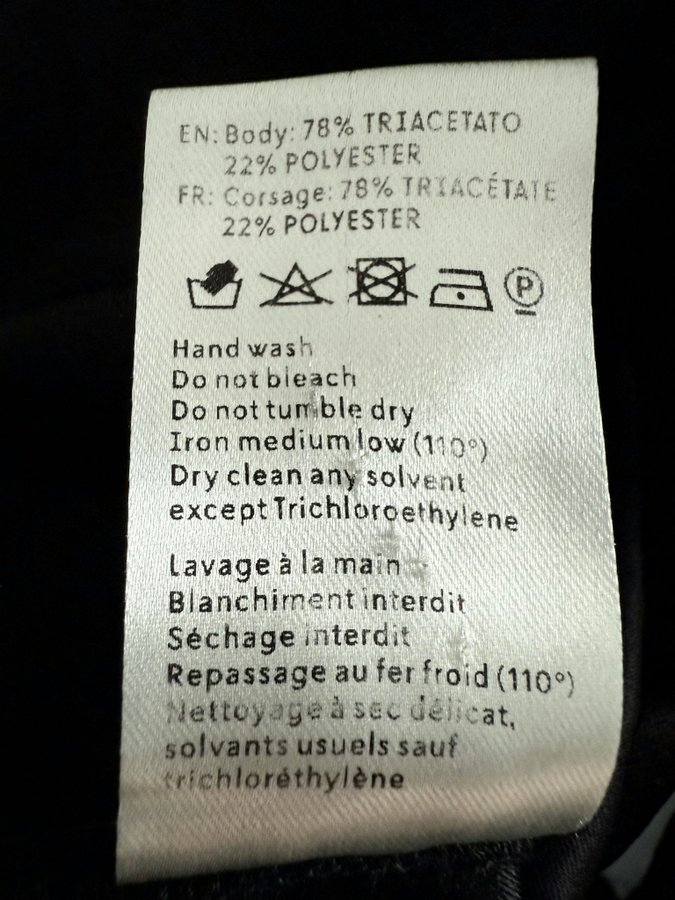 EN: Body: 78% TRIACETATO
22% POLYESTER
FR: Corsage: 78% TRIACÉTATE
22% POLYESTER
P
Hand wash
Do not bleach
Do not tumble dry
Iron medium low (110°)
Dry clean any solvent
except Trichloroethylene
Lavage à la main
Blanchiment interdit
Séchage interdit
Repassage au fer froid (110°)
Nettoyage à sec délicat,
solvants usuels sauf
trichloréthylène